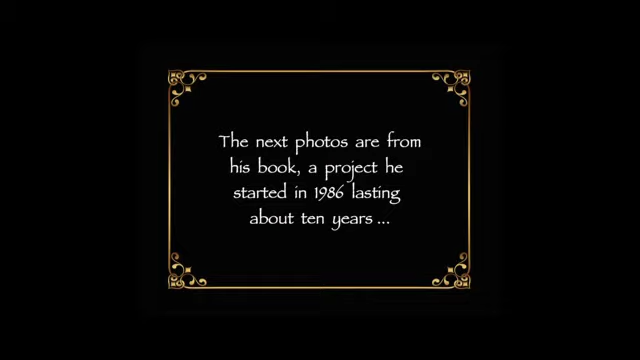 The next photos are from
his book, a project he
started in 1986 lasting
about ten years ...